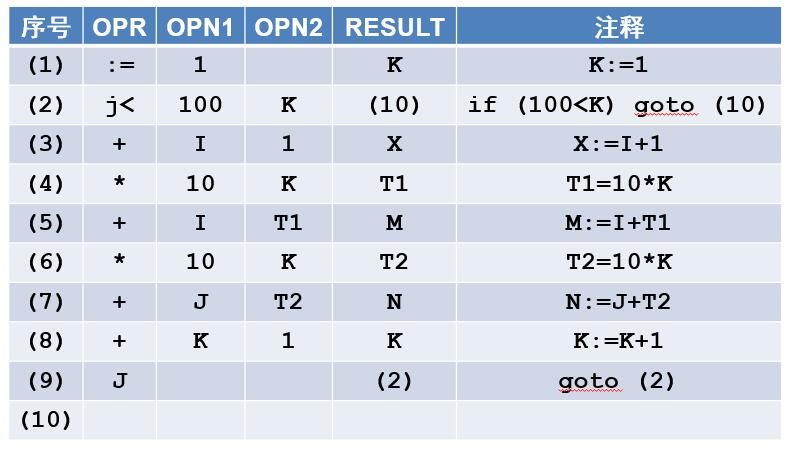 序号 OPR OPN1 OPN2 RESULT 注释
(1) := 1 K K:=1
(2) j< 100 K (10) if (100<K) goto (10)
(3) + I 1 X X:=I+1
(4) * 10 K T1 T1=10*K
(5) + I T1 M M:=I+T1
(6) * 10 K T2 T2=10*K
(7) + J T2 N N:=J+T2
(8) + K 1 K K:=K+1
(9) J (2) goto (2)
(10)